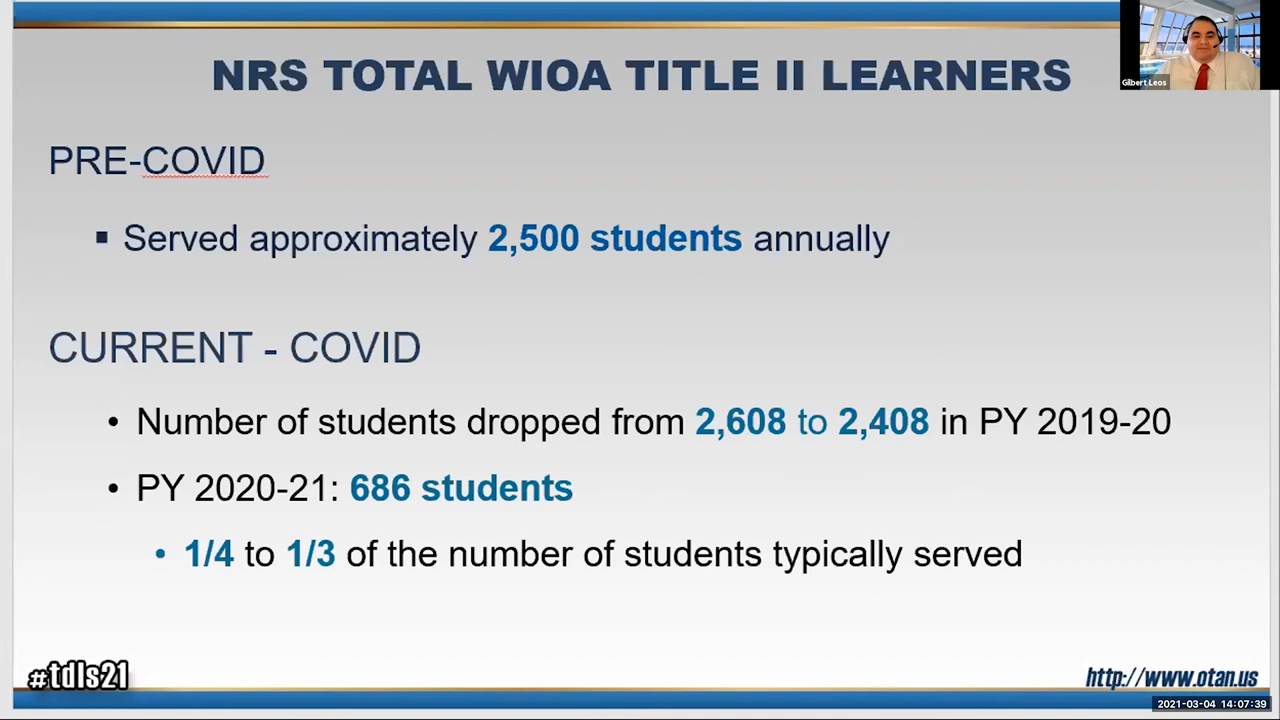 NRS TOTAL WIOA TITLE II LEARNERS
Gilbert Leos
PRE-COVID
▪ Served approximately 2,500 students annually
CURRENT - COVID
• Number of students dropped from 2,608 to 2,408 in PY 2019-20
• PY 2020-21: 686 students
• 1/4 to 1/3 of the number of students typically served
#tdls21
http://www.otan.us
2021-03-04 14:07:39